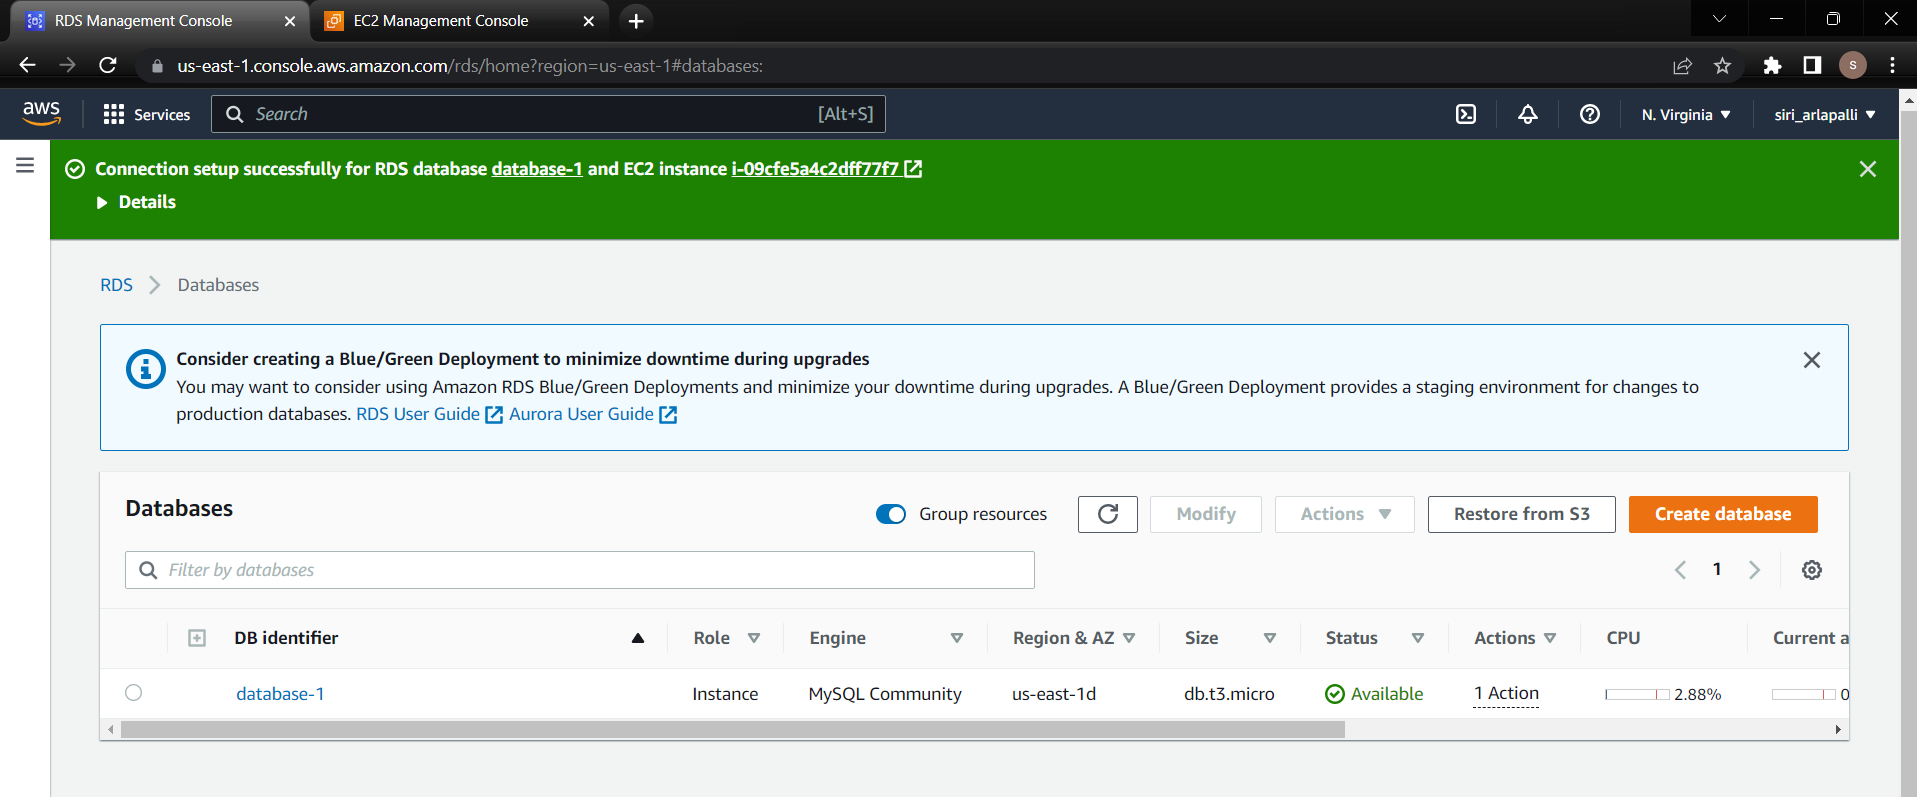 RDS Management Console
EC2 Management Console
us-east-1.console.aws.amazon.com/rds/home?region=us-east-1#databases:
S
aws
Services
Search
[Alt+S]
N. Virginia
siri_arlapalli
Connection setup successfully for RDS database database-1 and EC2 instance i-09cfe5a4c2dff77f7
Details
RDS
Databases
Consider creating a Blue/Green Deployment to minimize downtime during upgrades
You may want to consider using Amazon RDS Blue/Green Deployments and minimize your downtime during upgrades. A Blue/Green Deployment provides a staging environment for changes to
production databases. RDS User Guide Aurora User Guide
Databases
Group resources
Modify
Actions
Restore from S3
Create database
Filter by databases
1
DB identifier Role Engine Region & AZ Size Status Actions CPU Current a
database-1 Instance MySQL Community us-east-1d db.t3.micro Available 1 Action 2.88% 0